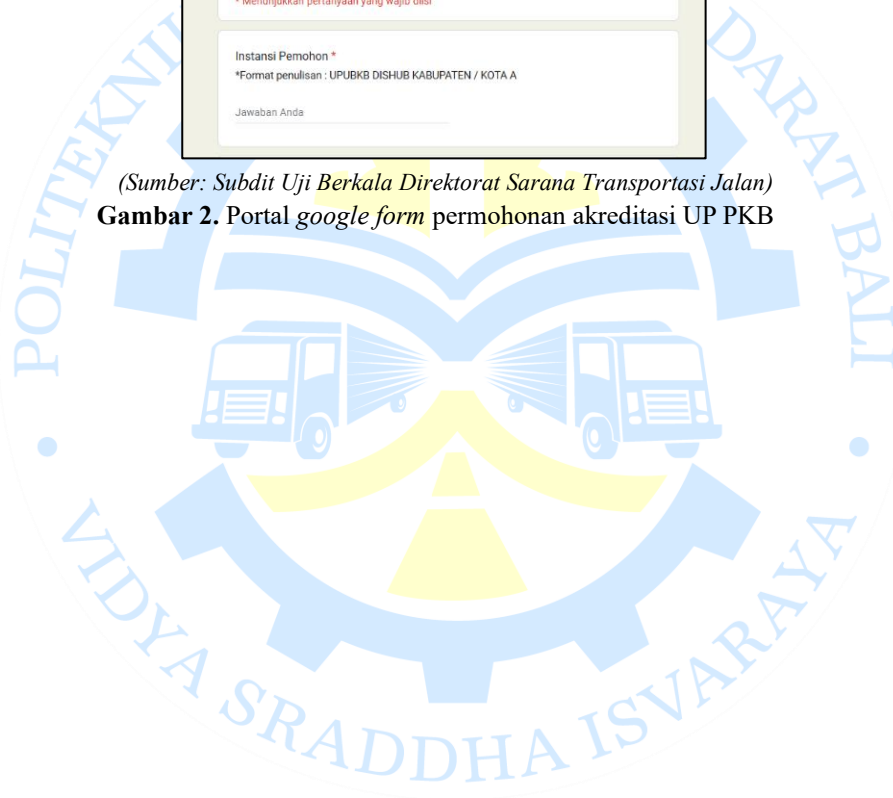 * Menunjukkan pertanyaan yang wajib diisi
Instansi Pemohon *
*Format penulisan : UPUBKB DISHUB KABUPATEN / KOTA A
Jawaban Anda
(Sumber: Subdit Uji Berkala Direktorat Sarana Transportasi Jalan)
Gambar 2. Portal google form permohonan akreditasi UP PKB
DARAT BALI
VIDYA SRADDHA ISVARAYA